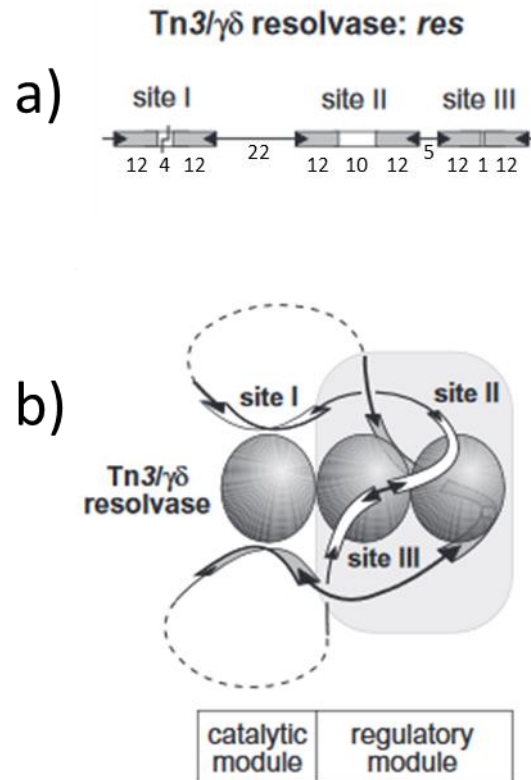 Tn3/γδ resolvase: res
a)
site I site II site III
12 4 12 22 12 10 12 5 12 1 12
b)
site I
site II
Tn3/γδ
resolvase
site III
catalytic
module
regulatory
module